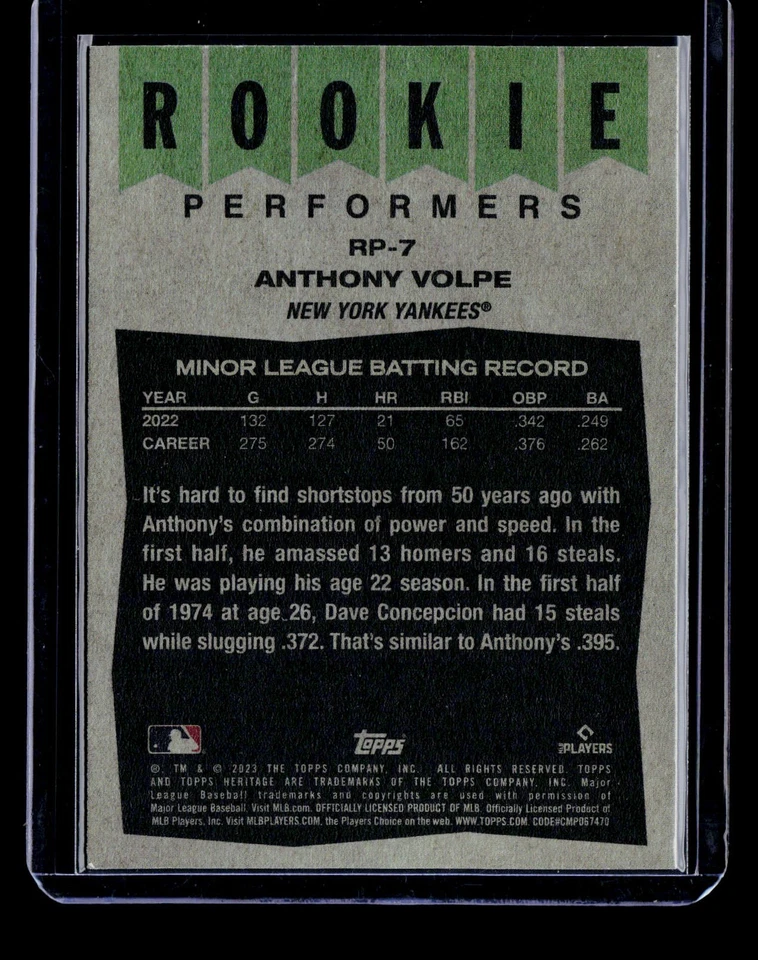 ROOKIE
PERFORMERS
RP-7
ANTHONY VOLPE
NEW YORK YANKEES®
MINOR LEAGUE BATTING RECORD
YEAR G H HR RBI OBP BA
2022 132 127 21 65 .342 .249
CAREER 275 274 50 162 .376 .262
It's hard to find shortstops from 50 years ago with
Anthony's combination of power and speed. In the
first half, he amassed 13 homers and 16 steals.
He was playing his age 22 season. In the first half
of 1974 at age 26, Dave Concepcion had 15 steals
while slugging .372. That's similar to Anthony's .395.
Topps
MLB PLAYERS
®, TM & © 2023 THE TOPPS COMPANY, INC. ALL RIGHTS RESERVED. TOPPS
AND TOPPS HERITAGE ARE TRADEMARKS OF THE TOPPS COMPANY, INC. Major
League Baseball trademarks and copyrights are used with permission of
Major League Baseball. Visit MLB.com. OFFICIALLY LICENSED PRODUCT OF MLB. Officially Licensed Product of
MLB Players, Inc. Visit MLBPLAYERS.COM, the Players Choice on the web. WWW.TOPPS.COM. CODE#CMP067470